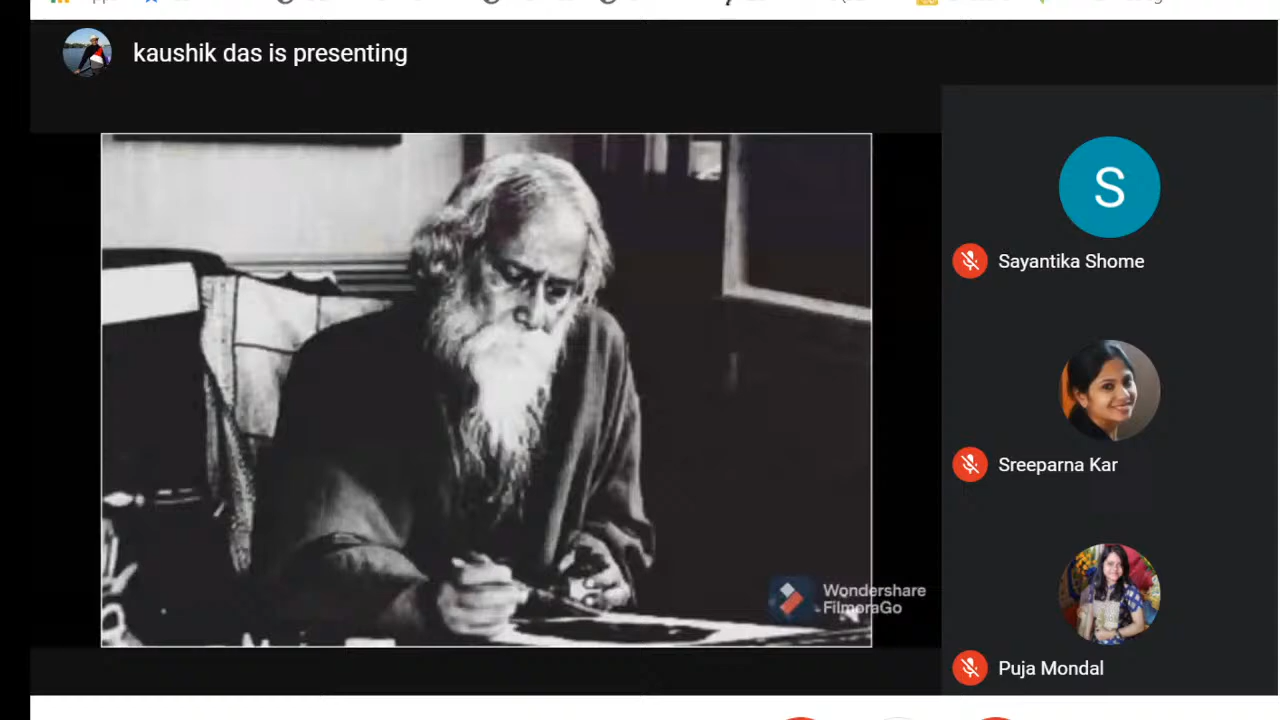 kaushik das is presenting
S
Sayantika Shome
Sreeparna Kar
Puja Mondal
Wondershare
FilmoraGo